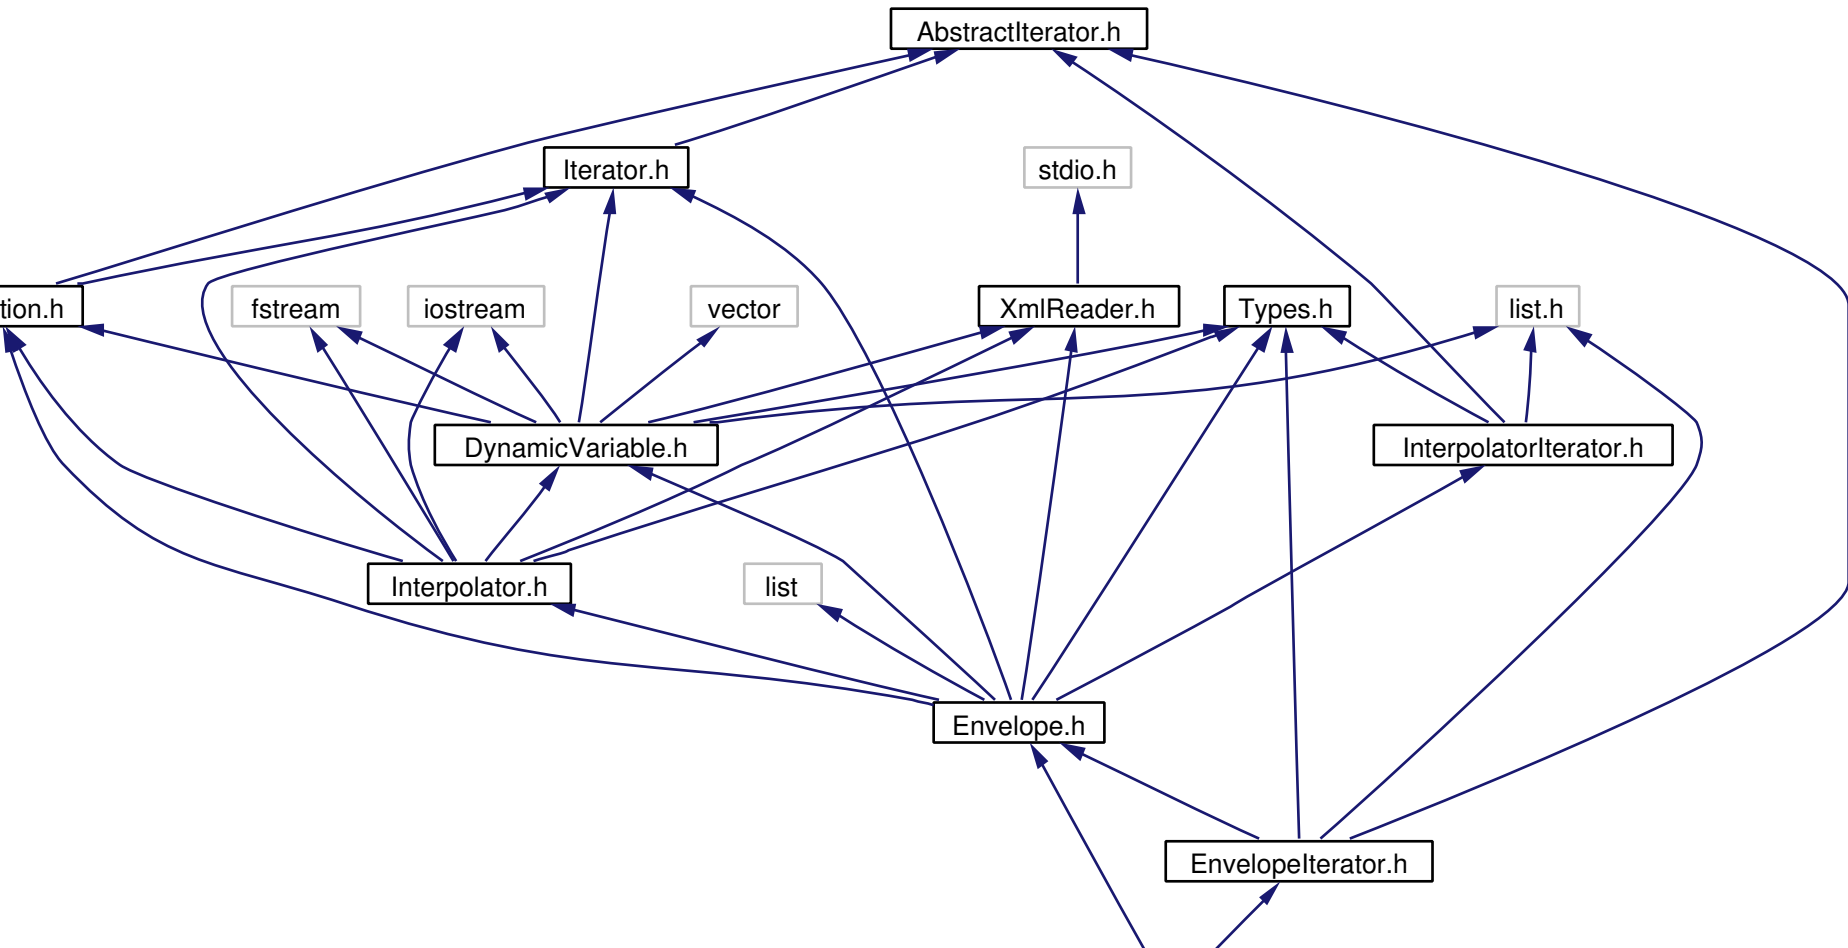 AbstractIterator.h
Iterator.h
stdio.h
tion.h
fstream
iostream
vector
XmlReader.h
Types.h
list.h
DynamicVariable.h
InterpolatorIterator.h
Interpolator.h
list
Envelope.h
EnvelopeIterator.h